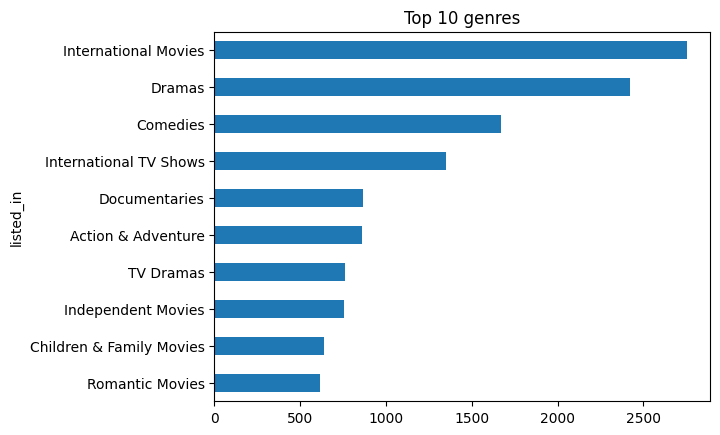 Top 10 genres
International Movies
Dramas
Comedies
International TV Shows
Documentaries
Action & Adventure
TV Dramas
Independent Movies
Children & Family Movies
Romantic Movies
listed_in
0 500 1000 1500 2000 2500